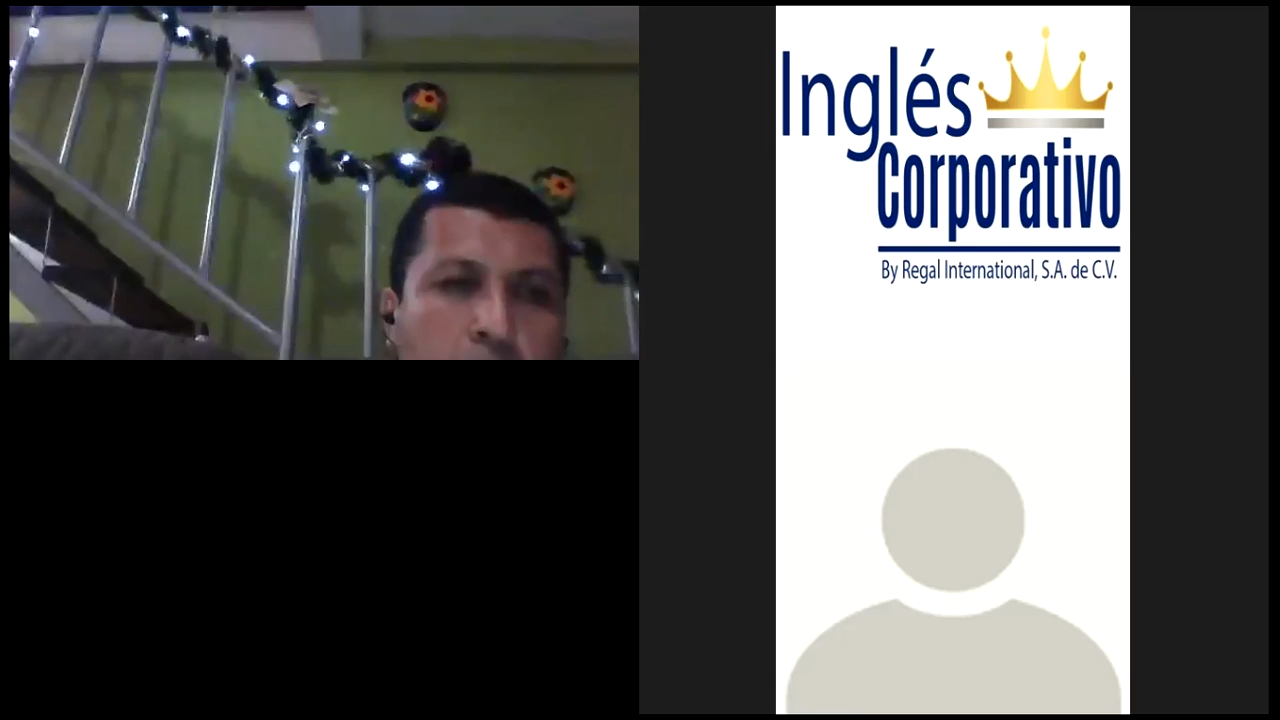 Inglés
Corporativo
By Regal International, S.A. de C.V.